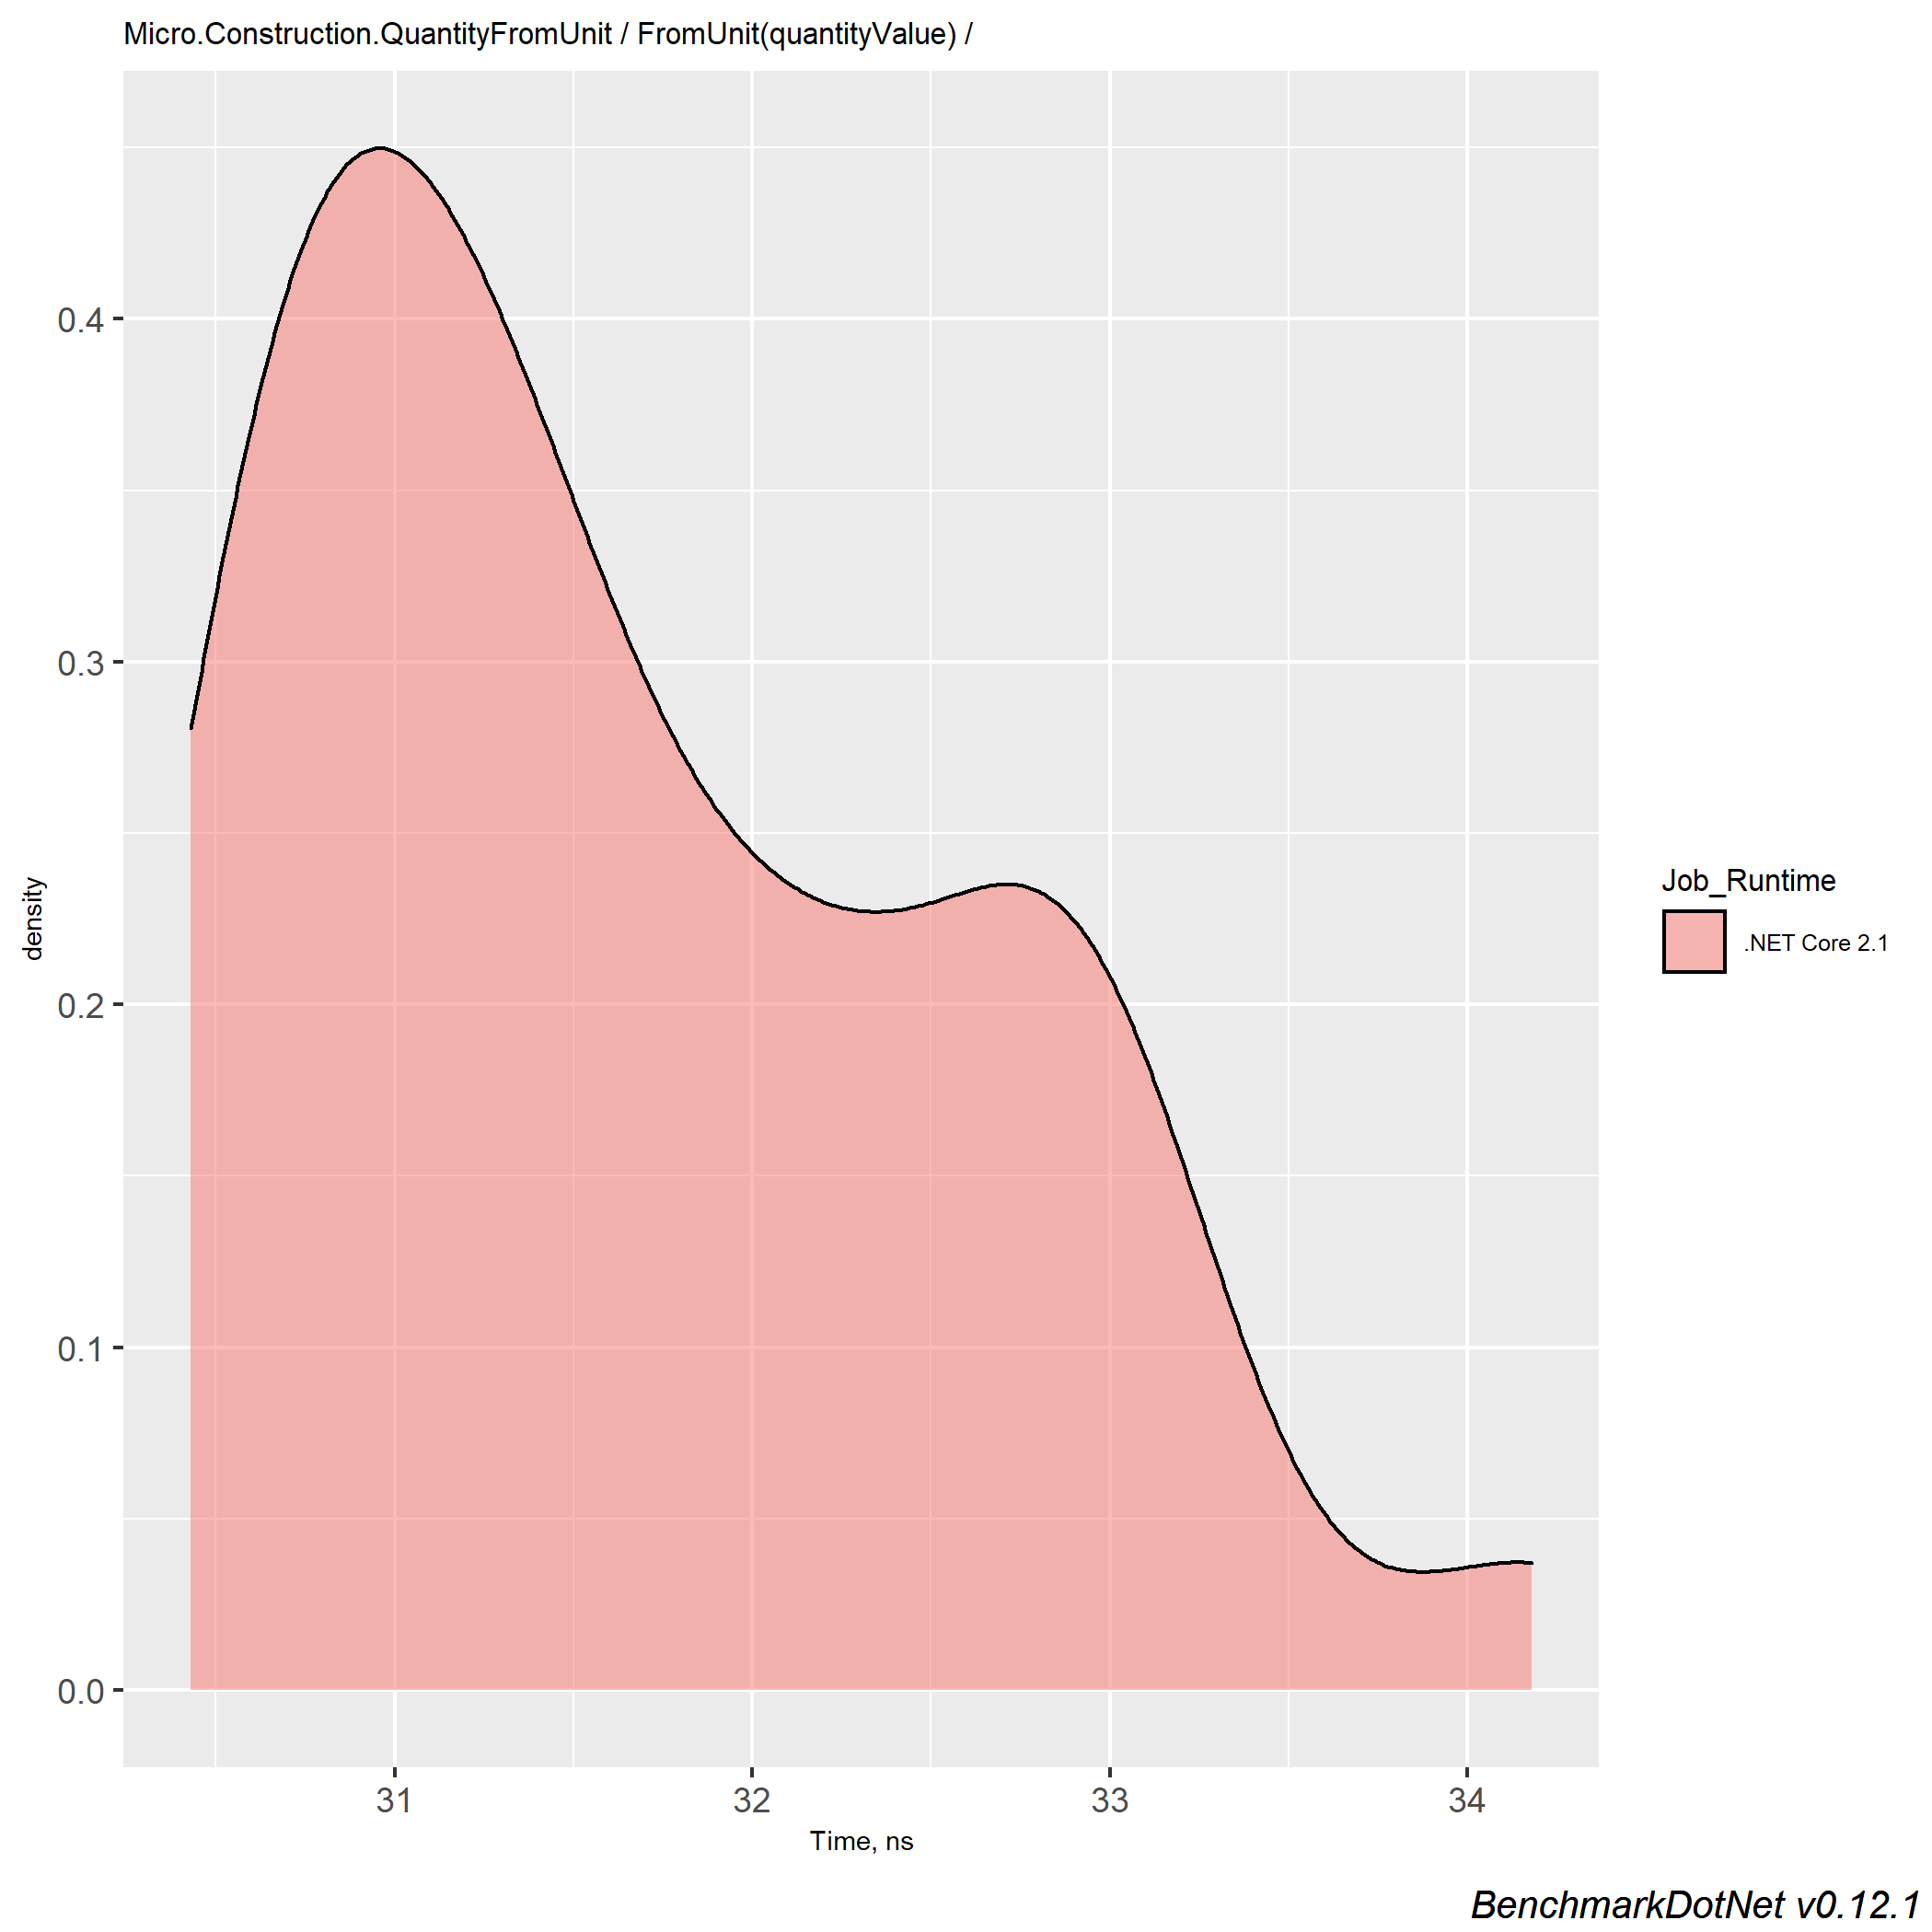 Micro.Construction.QuantityFromUnit / FromUnit(quantityValue) /
0.4
0.3
0.2
0.1
0.0
density
31 32 33 34
Time, ns
Job_Runtime
.NET Core 2.1
BenchmarkDotNet v0.12.1